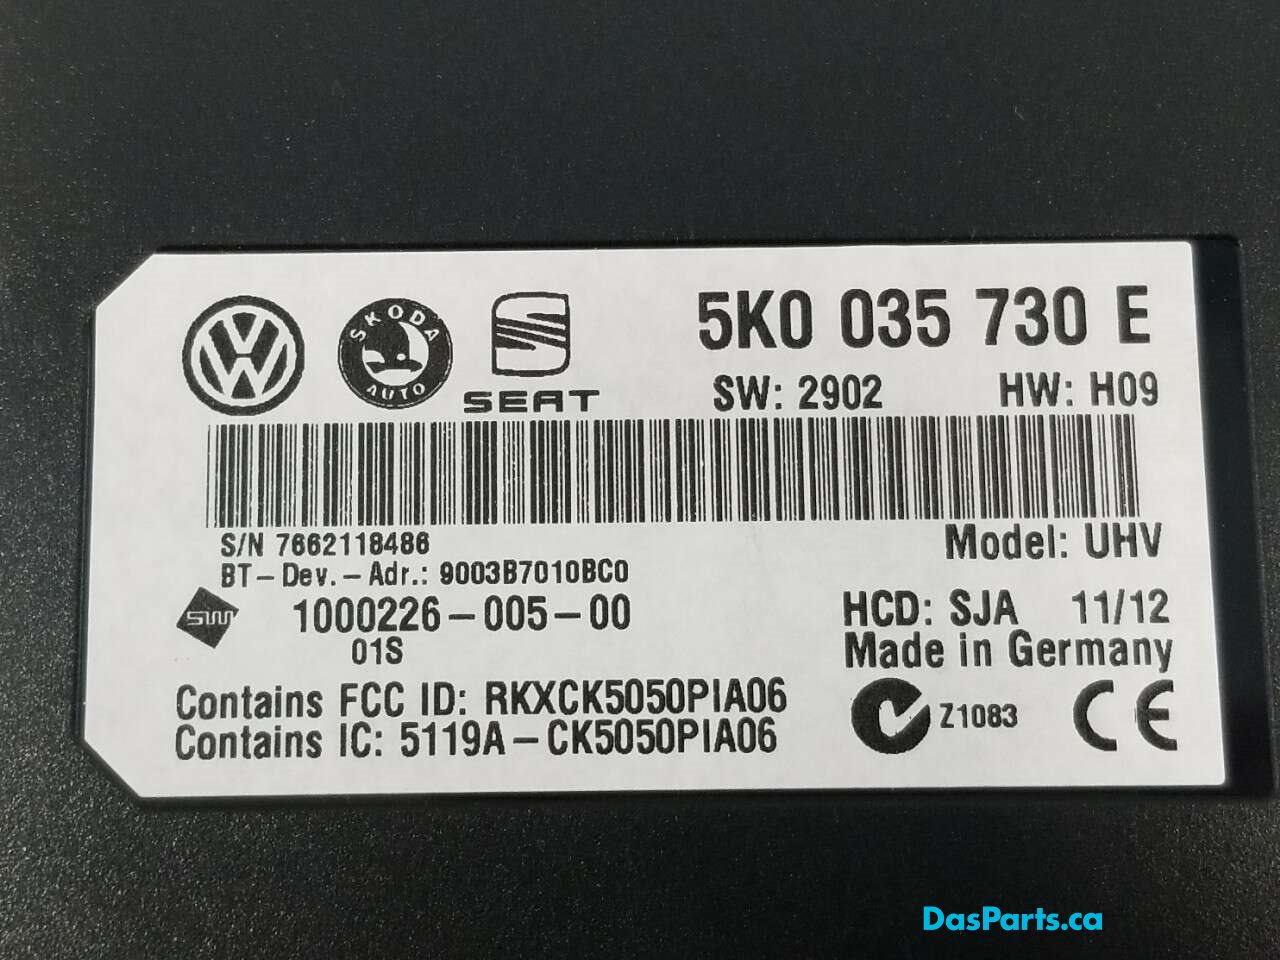 SKODA
AUTO
SEAT
5K0 035 730 E
SW: 2902 HW: H09
S/N 7662118486
Model: UHV
BT-Dev.-Adr.: 9003B7010BC0
SW 1000226-005-00
01S
HCD: SJA 11/12
Made in Germany
Contains FCC ID: RKXCK5050PIA06
Contains IC: 5119A-CK5050PIA06
Z1083 CE
DasParts.ca